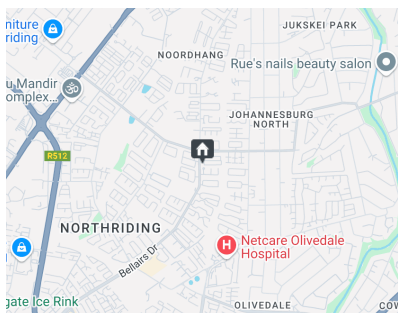 niture
riding
JUKSKEI PARK
NOORDHANG
Rue's nails beauty salon
u Mandir
omplex...
JOHANNESBURG
NORTH
R512
NORTHRIDING
Netcare Olivedale
Hospital
H
Bellairs Dr
gate Ice Rink
OLIVEDALE
COW